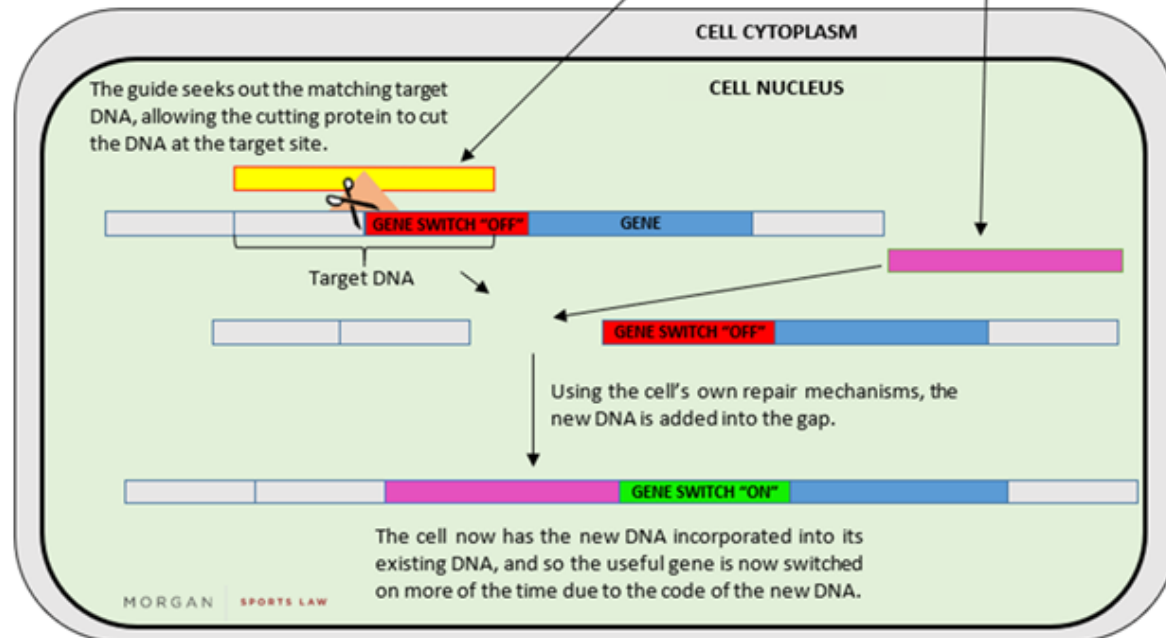 CELL CYTOPLASM
CELL NUCLEUS
The guide seeks out the matching target
DNA, allowing the cutting protein to cut
the DNA at the target site.
GENE SWITCH "OFF"
GENE
Target DNA
GENE SWITCH "OFF"
Using the cell's own repair mechanisms, the
new DNA is added into the gap.
GENE SWITCH "ON"
The cell now has the new DNA incorporated into its
existing DNA, and so the useful gene is now switched
on more of the time due to the code of the new DNA.
MORGAN SPORTS LAW